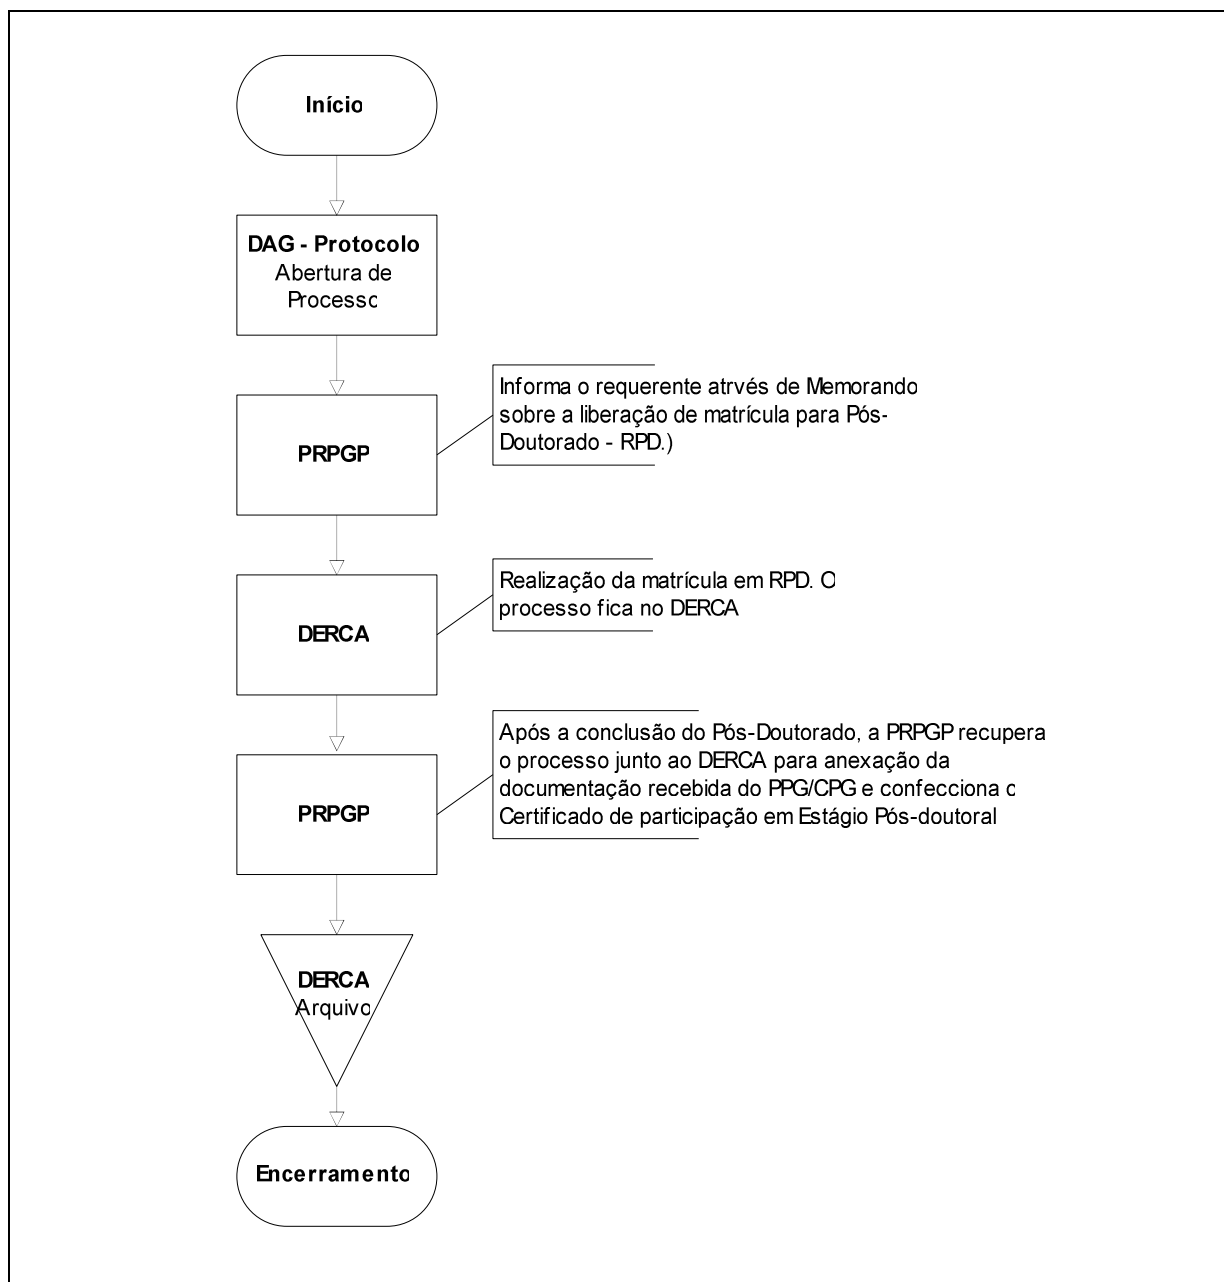 Início
DAG - Protocolo
Abertura de
Processo
PRPGP
Informa o requerente atrvés de Memorando
sobre a liberação de matrícula para Pós-
Doutorado - RPD.)
DERCA
Realização da matrícula em RPD. O
processo fica no DERCA
PRPGP
Após a conclusão do Pós-Doutorado, a PRPGP recupera
o processo junto ao DERCA para anexação da
documentação recebida do PPG/CPG e confecciona o
Certificado de participação em Estágio Pós-doutoral
DERCA
Arquivo
Encerramento